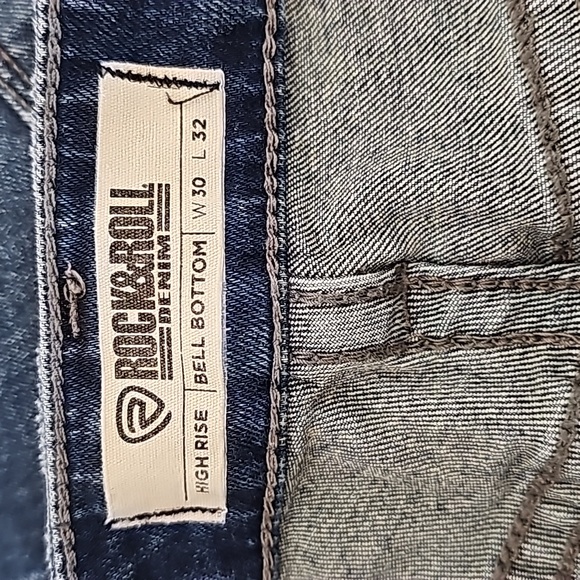 ROCK&ROLL
DENIM
HIGH RISE | BELL BOTTOM | W 30 L 32